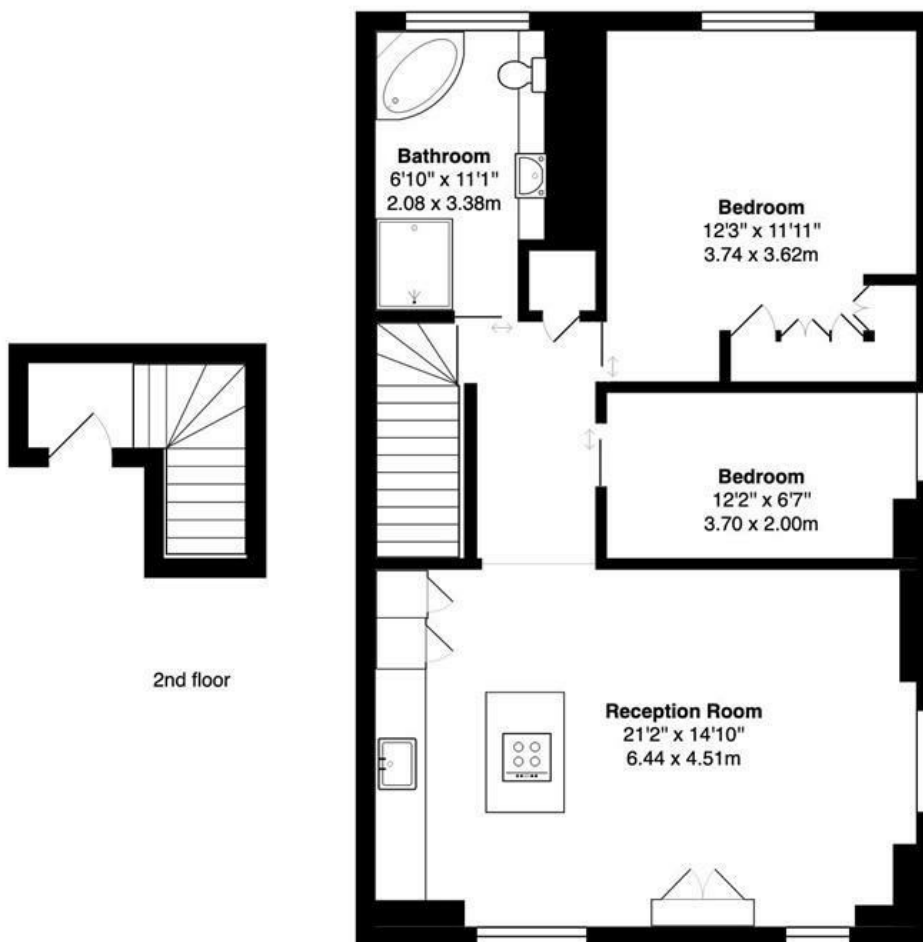 Bathroom
6'10" x 11'1"
2.08 x 3.38m
Bedroom
12'3" x 11'11"
3.74 x 3.62m
Bedroom
12'2" x 6'7"
3.70 x 2.00m
2nd floor
Reception Room
21'2" x 14'10"
6.44 x 4.51m